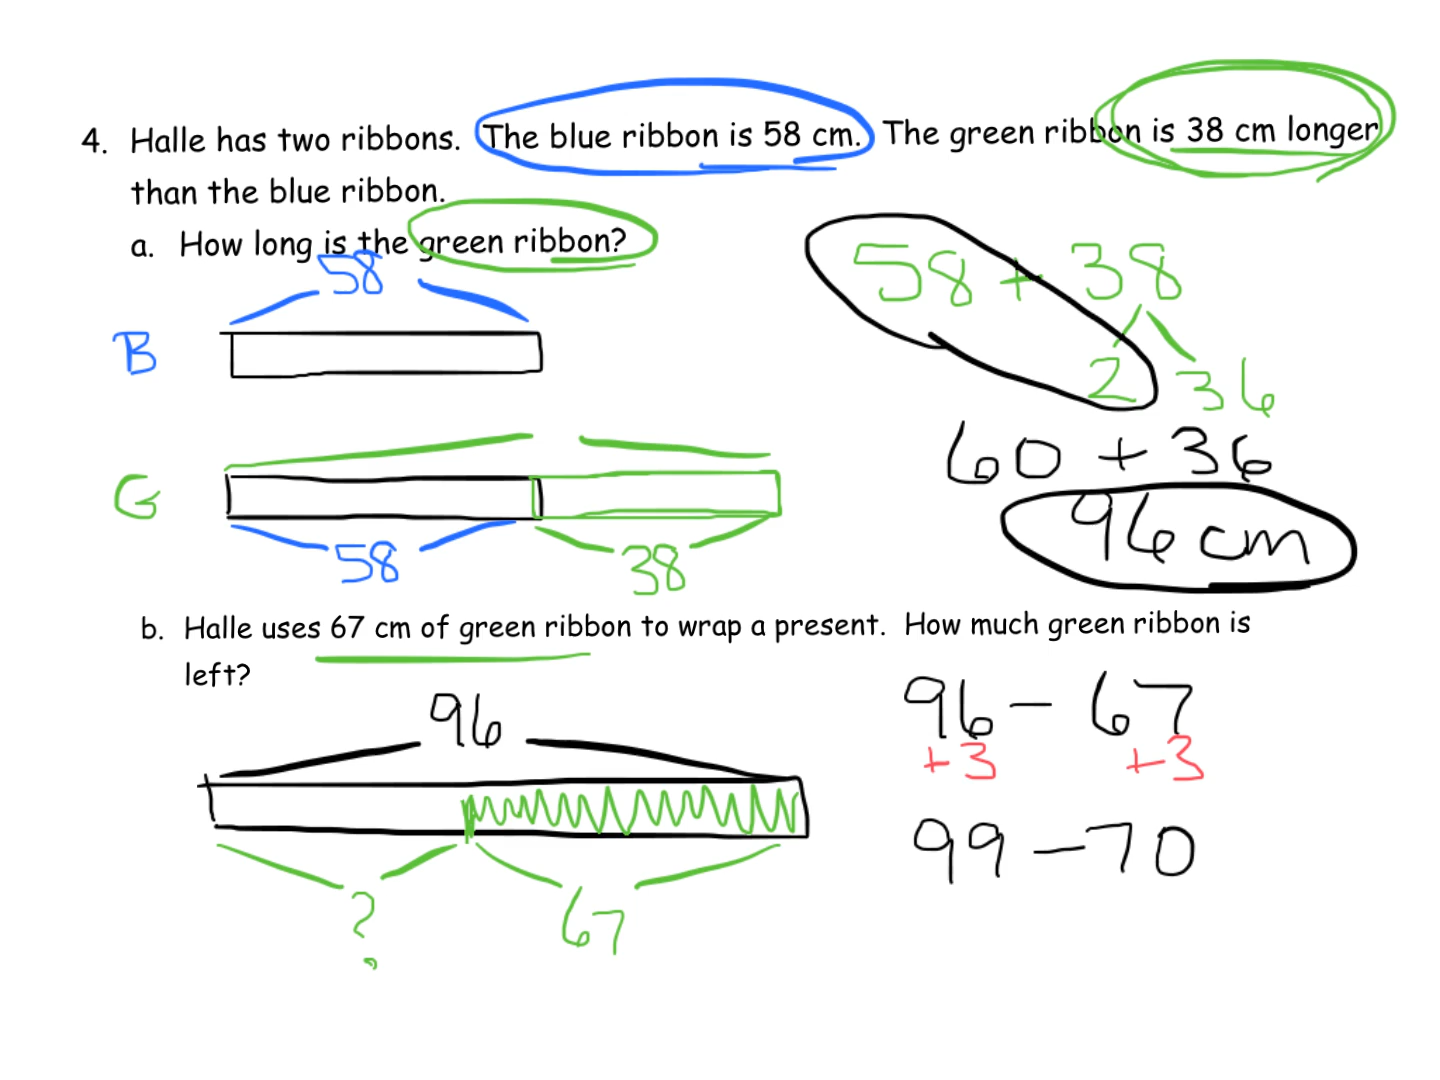 4. Halle has two ribbons. The blue ribbon is 58 cm. The green ribbon is 38 cm longer
than the blue ribbon.
a. How long is the green ribbon?
58
58 + 38
B
2 36
60 + 36
G
96 cm
58 38
b. Halle uses 67 cm of green ribbon to wrap a present. How much green ribbon is
left?
96
96 - 67
+3 +3
99 - 70
? 67